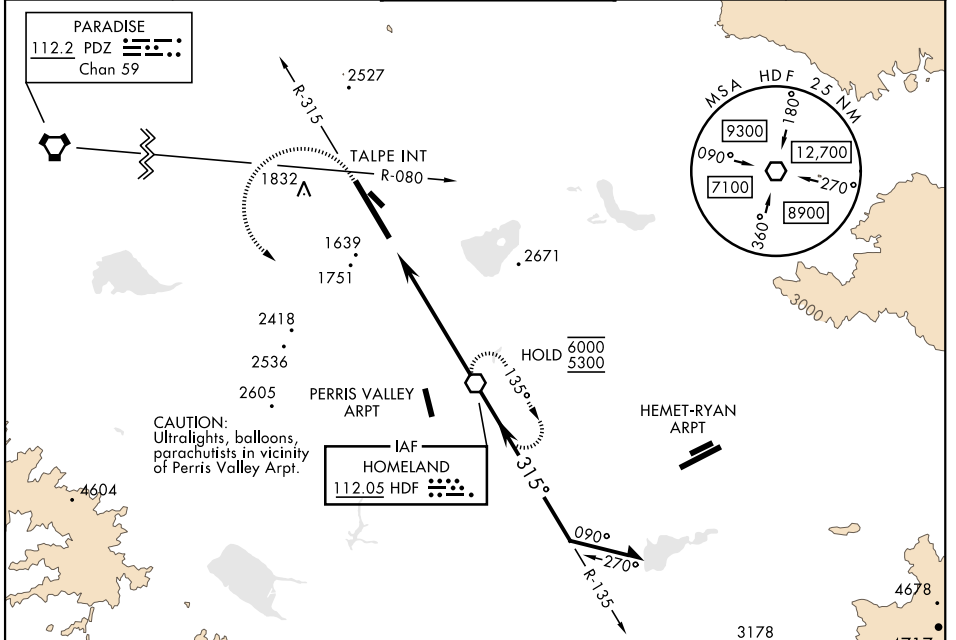 PARADISE
112.2 PDZ
Chan 59
R-315
2527
TALPE INT
R-080
1832
1639
1751
2671
MSA HDF 25 NM
180°
9300
12,700
090°
270°
7100
8900
360°
3000
2418
2536
2605
HOLD 6000
5300
135°
PERRIS VALLEY
ARPT
HEMET-RYAN
ARPT
CAUTION:
Ultralights, balloons,
parachutists in vicinity
of Perris Valley Arpt.
IAF
HOMELAND
112.05 HDF
315°
4604
090°
270°
R-135
4678
3178